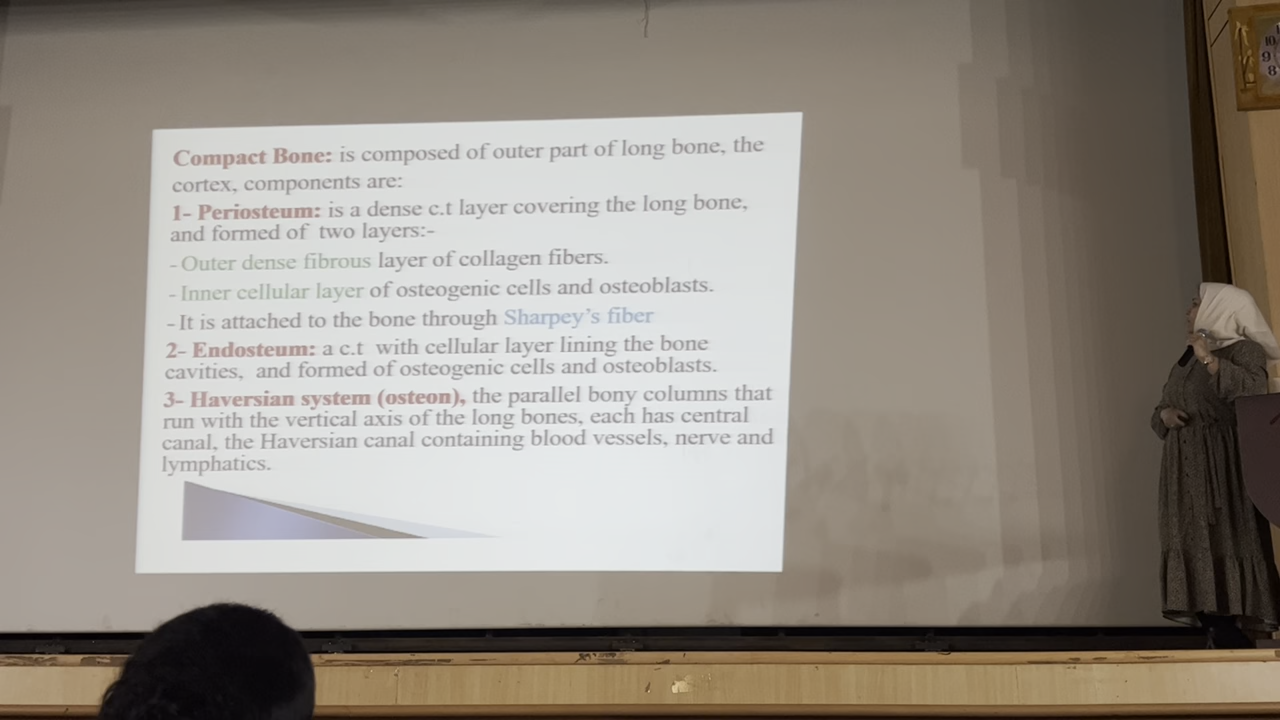 Compact Bone: is composed of outer part of long bone, the
cortex, components are:
1- Periosteum: is a dense c.t layer covering the long bone,
and formed of two layers:-
- Outer dense fibrous layer of collagen fibers.
- Inner cellular layer of osteogenic cells and osteoblasts.
- It is attached to the bone through Sharpey's fiber
2- Endosteum: a c.t with cellular layer lining the bone
cavities, and formed of osteogenic cells and osteoblasts.
3- Haversian system (osteon), the parallel bony columns that
run with the vertical axis of the long bones, each has central
canal, the Haversian canal containing blood vessels, nerve and
lymphatics.
10
9
8